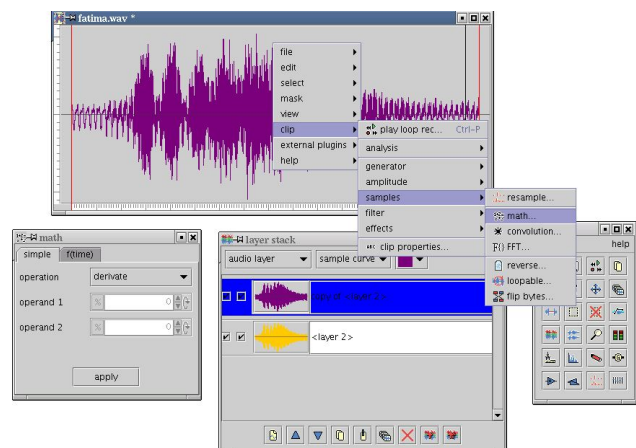 fatima.wav *
file
edit
select
mask
view
clip
external plugins
help
play loop rec... Ctrl-P
analysis
generator
amplitude
samples
filter
effects
clip properties...
resample...
math...
convolution...
FFT...
reverse...
loopable...
flip bytes...
math
simple f(time)
operation derivate
operand 1 % 0
operand 2 % 0
apply
layer stack
audio layer sample curve
<layer 2>
help